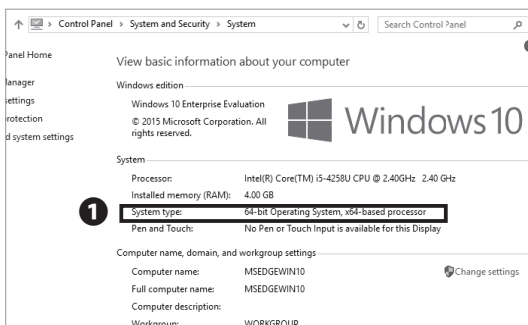 Control Panel > System and Security > System
Search Control Panel
Panel Home
View basic information about your computer
Manager
settings
protection
d system settings
Windows edition
Windows 10 Enterprise Evaluation
© 2015 Microsoft Corporation. All
rights reserved.
Windows 10
System
Processor: Intel(R) Core(TM) i5-4258U CPU @ 2.40GHz 2.40 GHz
Installed memory (RAM): 4.00 GB
1 System type: 64-bit Operating System, x64-based processor
Pen and Touch: No Pen or Touch Input is available for this Display
Computer name, domain, and workgroup settings
Computer name: MSEDGEWIN10
Change settings
Full computer name: MSEDGEWIN10
Computer description:
Workgroup: WORKGROUP